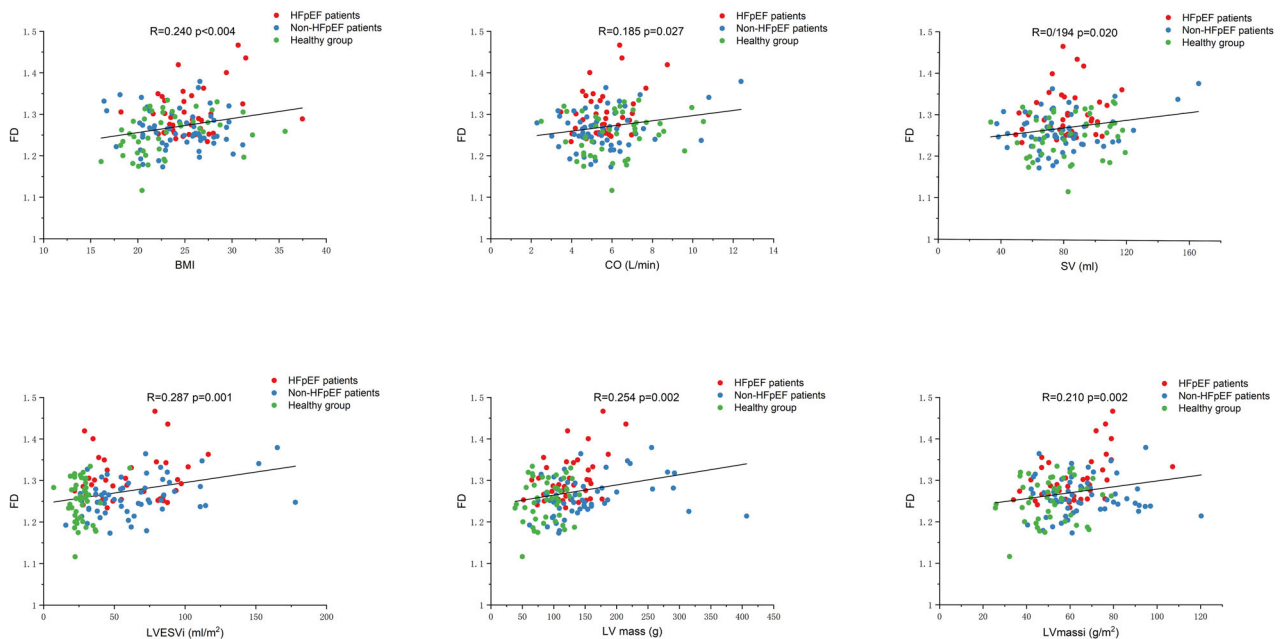 HFpEF patients
Non-HFpEF patients
Healthy group
R=0.240 p<0.004
1.5
1.4
1.3
1.2
1.1
1
FD
10 15 20 25 30 35 40
BMI
HFpEF patients
Non-HFpEF patients
Healthy group
R=0.185 p=0.027
1.5
1.4
1.3
1.2
1.1
1
FD
0 2 4 6 8 10 12 14
CO (L/min)
HFpEF patients
Non-HFpEF patients
Healthy group
R=0/194 p=0.020
1.5
1.4
1.3
1.2
1.1
1
FD
0 40 80 120 160
SV (ml)
HFpEF patients
Non-HFpEF patients
Healthy group
R=0.287 p=0.001
1.5
1.4
1.3
1.2
1.1
1
FD
0 50 100 150 200
LVESVi (ml/m²)
HFpEF patients
Non-HFpEF patients
Healthy group
R=0.254 p=0.002
1.5
1.4
1.3
1.2
1.1
1
FD
0 50 100 150 200 250 300 350 400 450
LV mass (g)
HFpEF patients
Non-HFpEF patients
Healthy group
R=0.210 p=0.002
1.5
1.4
1.3
1.2
1.1
1
FD
0 20 40 60 80 100 120
LVmassi (g/m²)